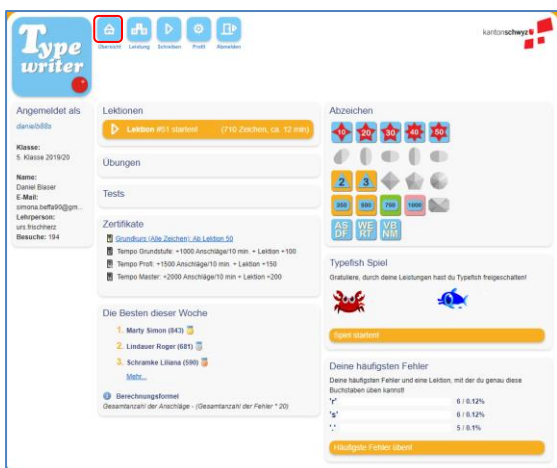 Type
writer
Übersicht
Leistung
Schreiben
Profil
Abmelden
kantonschwyz
Angemeldet als
danielb88s
Klasse:
5. Klasse 2019/20
Name:
Daniel Blaser
E-Mail:
simona.beffa90@gm...
Lehrperson:
urs.frischherz
Besuche: 194
Lektionen
Lektion #51 starten! (710 Zeichen, ca. 12 min)
Übungen
Tests
Zertifikate
Grundkurs (Alle Zeichen): Ab Lektion 50
Tempo Grundstufe: +1000 Anschläge/10 min. + Lektion +100
Tempo Profi: +1500 Anschläge/10 min. + Lektion +150
Tempo Master: +2000 Anschläge/10 min. + Lektion +200
Die Besten dieser Woche
1. Marty Simon (843)
2. Lindauer Roger (681)
3. Schramke Liliana (590)
Mehr...
Berechnungsformel
Gesamtanzahl der Anschläge - (Gesamtanzahl der Fehler * 20)
Abzeichen
10 20 30 40 50
2 3
350 500 750 1000
AS DF WE RT VB NM
Typefish Spiel
Gratuliere, durch deine Leistungen hast du Typefish freigeschalten!
Spiel starten!
Deine häufigsten Fehler
Deine häufigsten Fehler und eine Lektion, mit der du genau diese
Buchstaben üben kannst!
'r' 6 / 0.12%
's' 6 / 0.12%
'.' 5 / 0.1%
Häufigste Fehler üben!